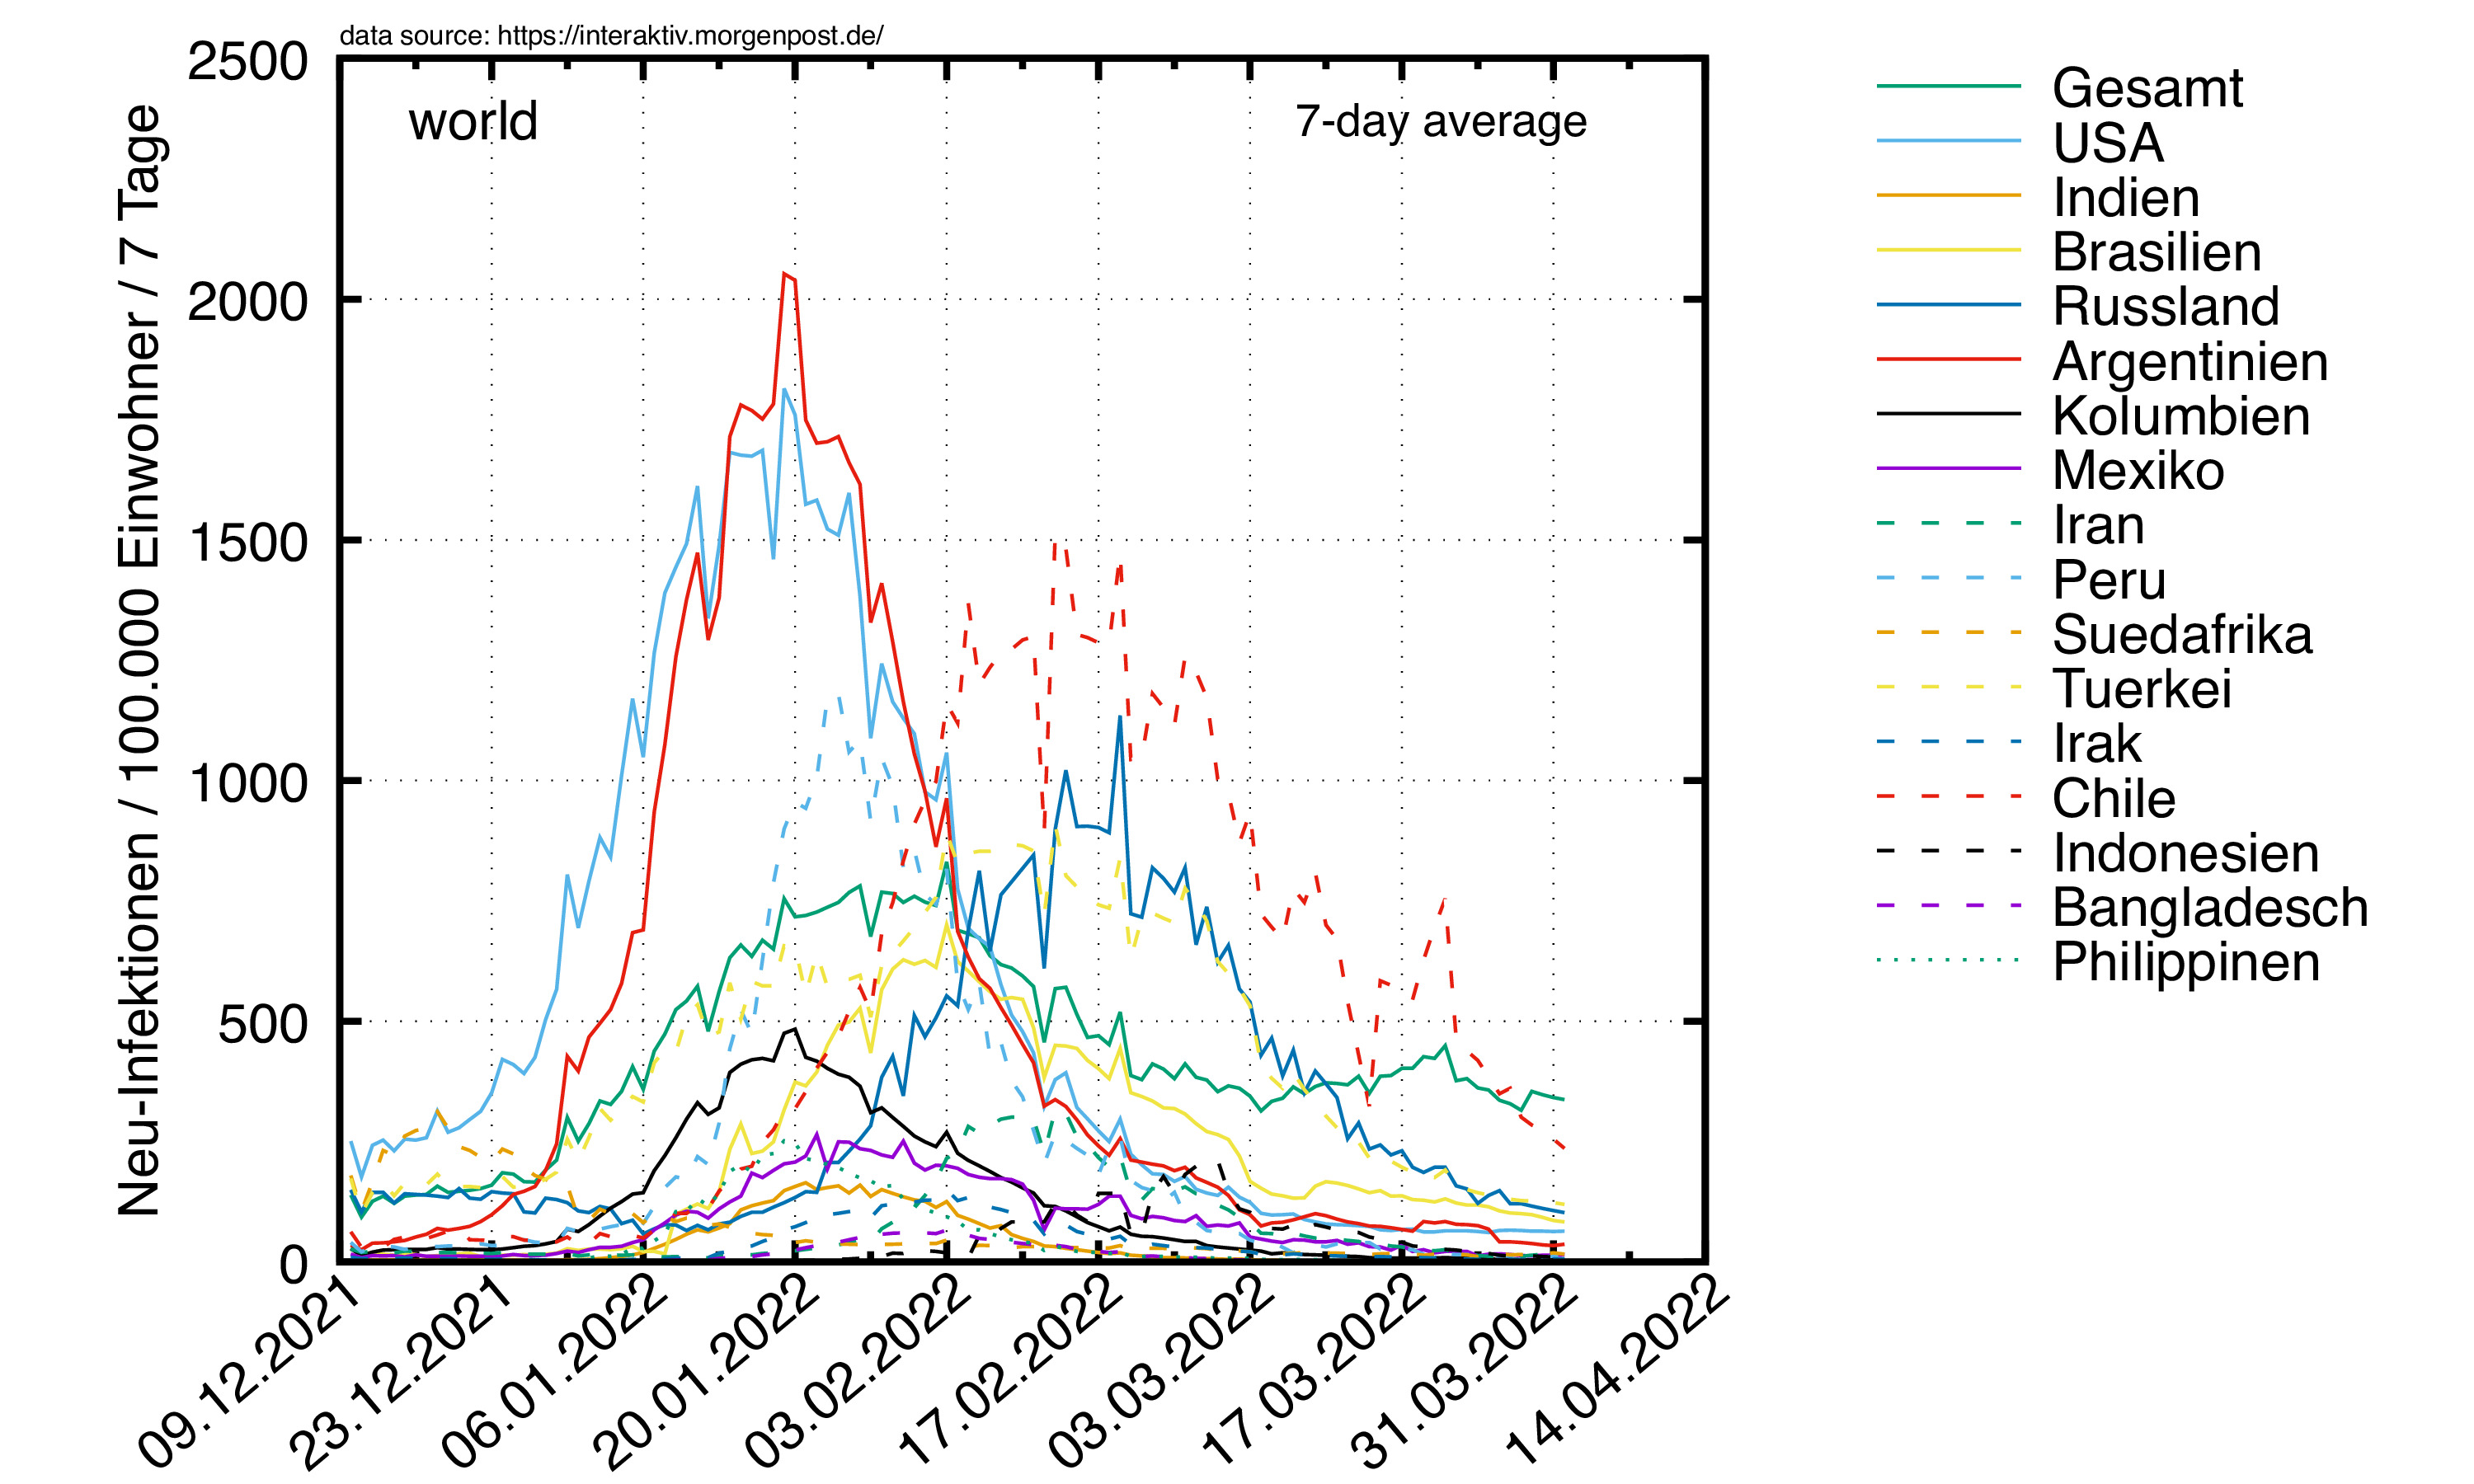 data source: https://interaktiv.morgenpost.de/
world
7-day average
Neu-Infektionen / 100.000 Einwohner / 7 Tage
2500
2000
1500
1000
500
0
09.12.2021
23.12.2021
06.01.2022
20.01.2022
03.02.2022
17.02.2022
03.03.2022
17.03.2022
31.03.2022
14.04.2022
Gesamt
USA
Indien
Brasilien
Russland
Argentinien
Kolumbien
Mexiko
Iran
Peru
Suedafrika
Tuerkei
Irak
Chile
Indonesien
Bangladesch
Philippinen